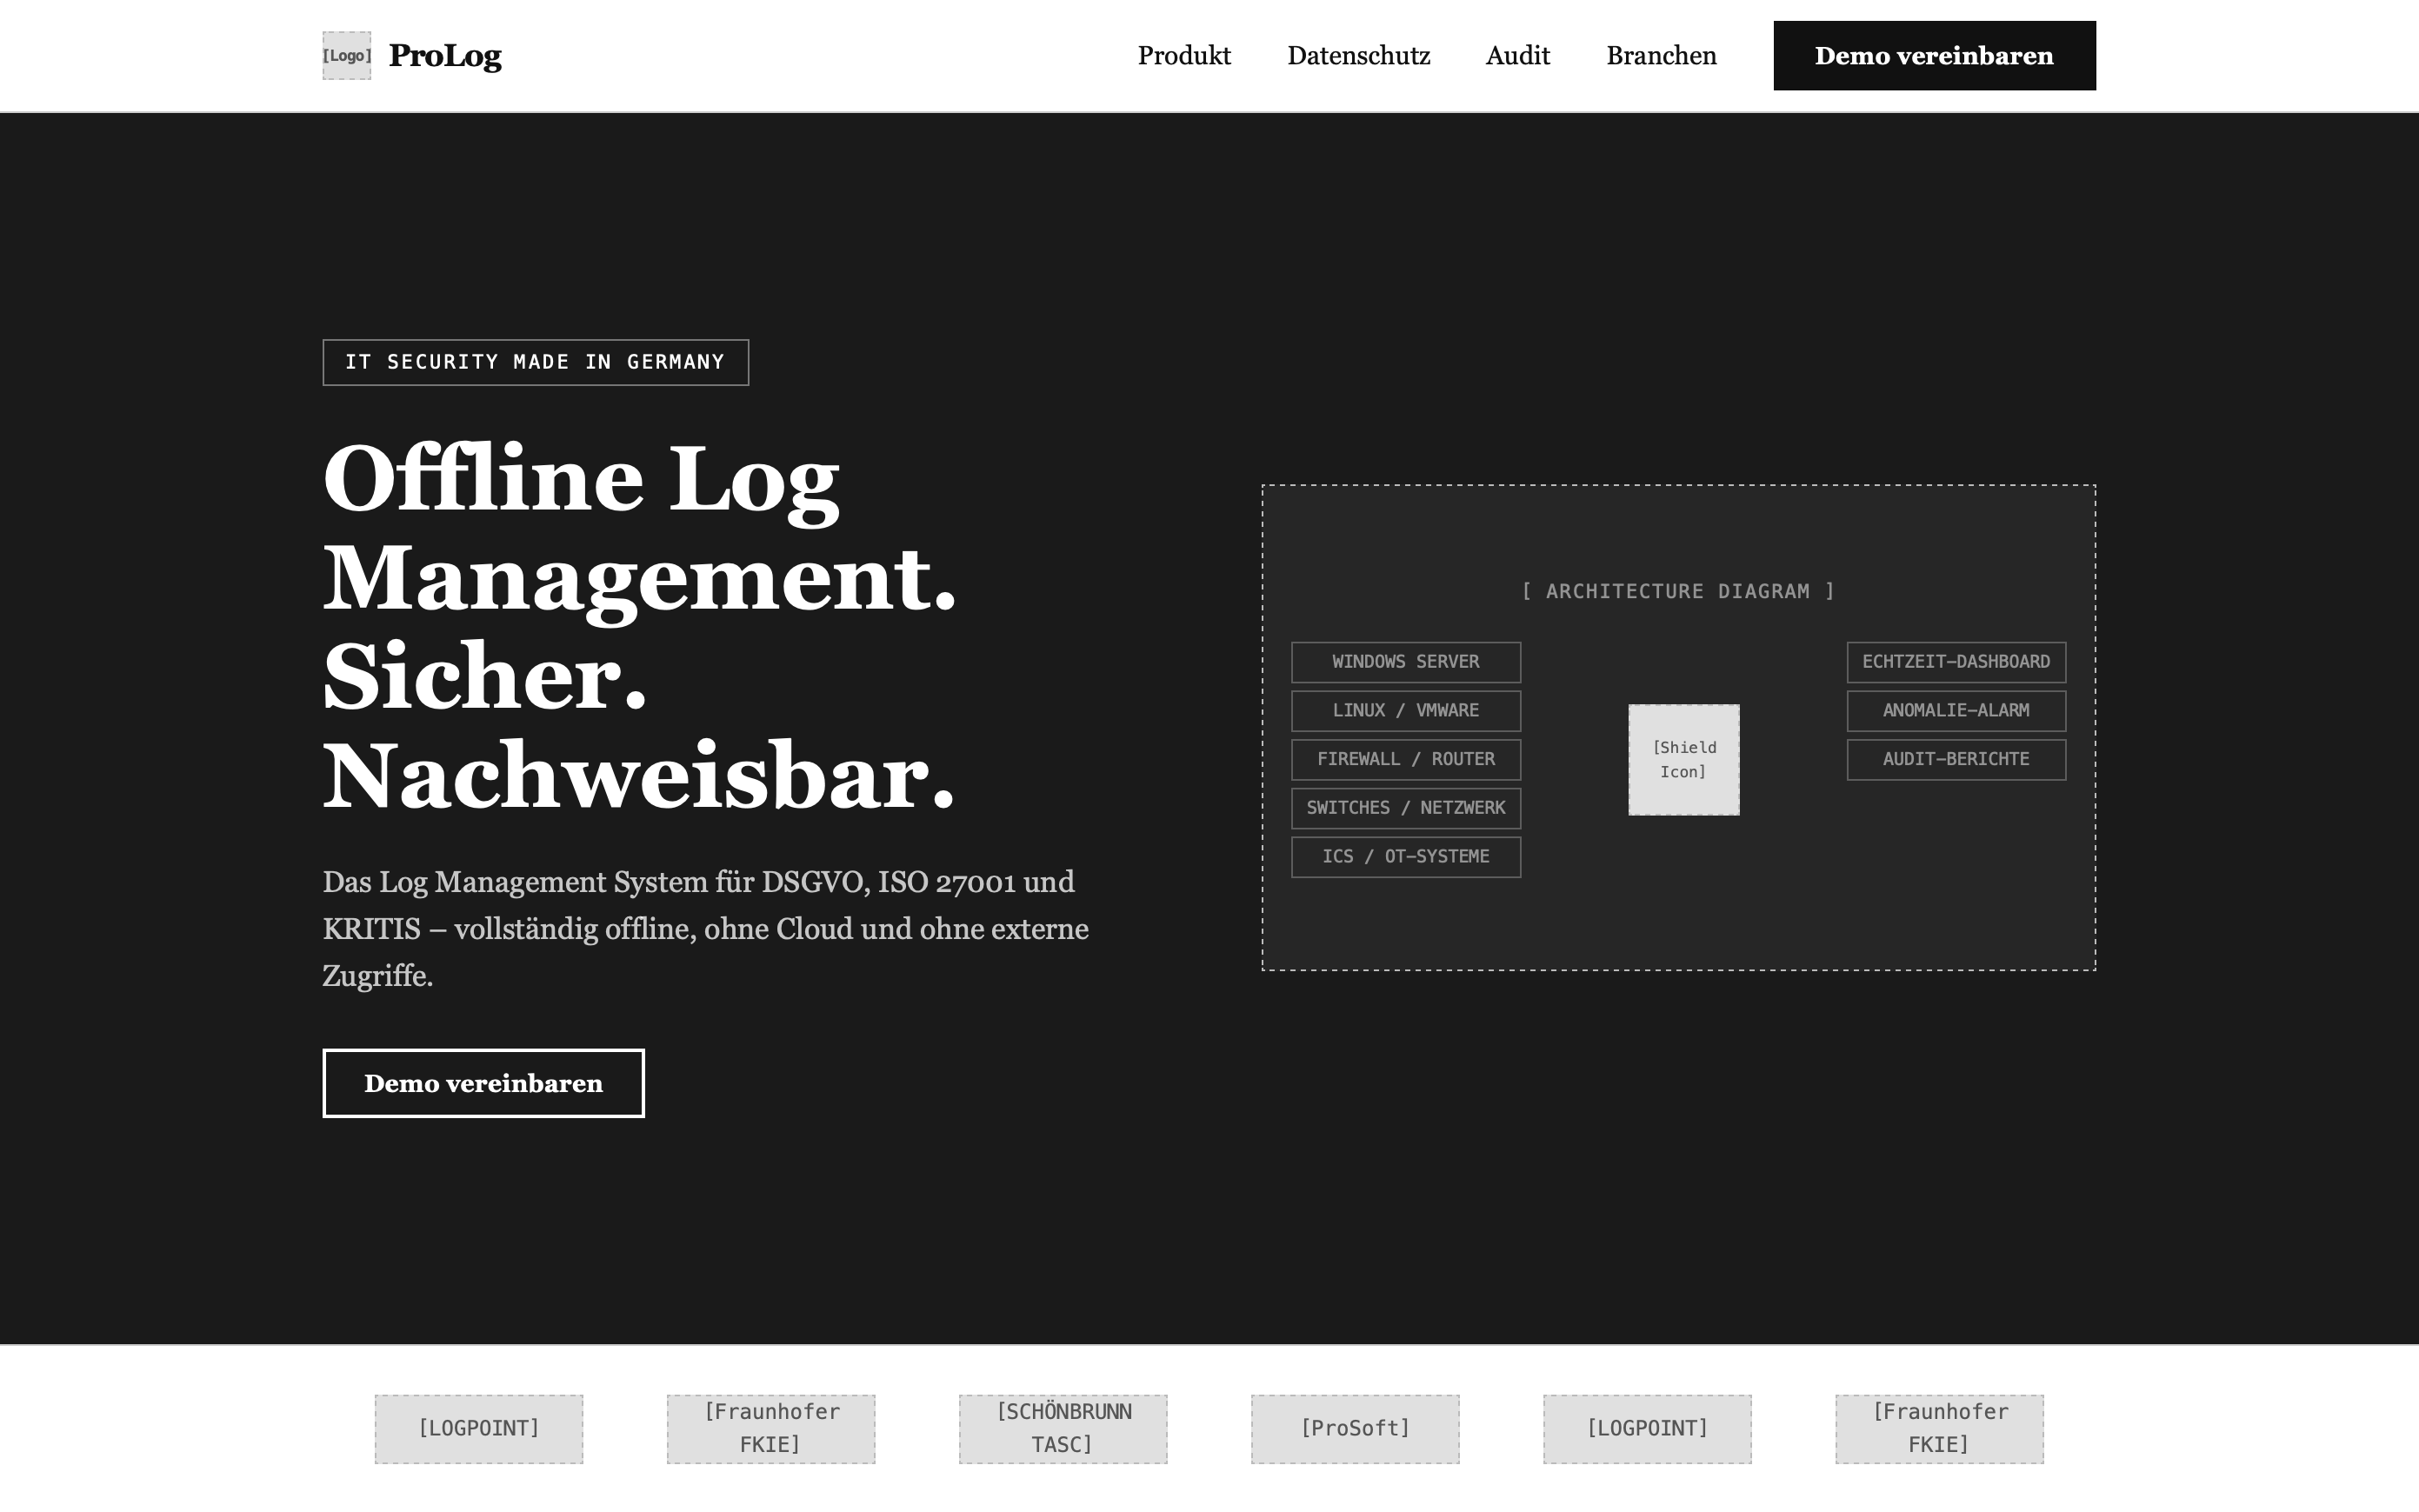 [Logo] ProLog
Produkt Datenschutz Audit Branchen Demo vereinbaren
IT SECURITY MADE IN GERMANY
Offline Log
Management.
Sicher.
Nachweisbar.
Das Log Management System für DSGVO, ISO 27001 und
KRITIS – vollständig offline, ohne Cloud und ohne externe
Zugriffe.
Demo vereinbaren
[ ARCHITECTURE DIAGRAM ]
WINDOWS SERVER
LINUX / VMWARE
FIREWALL / ROUTER
SWITCHES / NETZWERK
ICS / OT-SYSTEME
[Shield
Icon]
ECHTZEIT-DASHBOARD
ANOMALIE-ALARM
AUDIT-BERICHTE
[LOGPOINT]
[Fraunhofer
FKIE]
[SCHÖNBRUNN
TASC]
[ProSoft]
[LOGPOINT]
[Fraunhofer
FKIE]